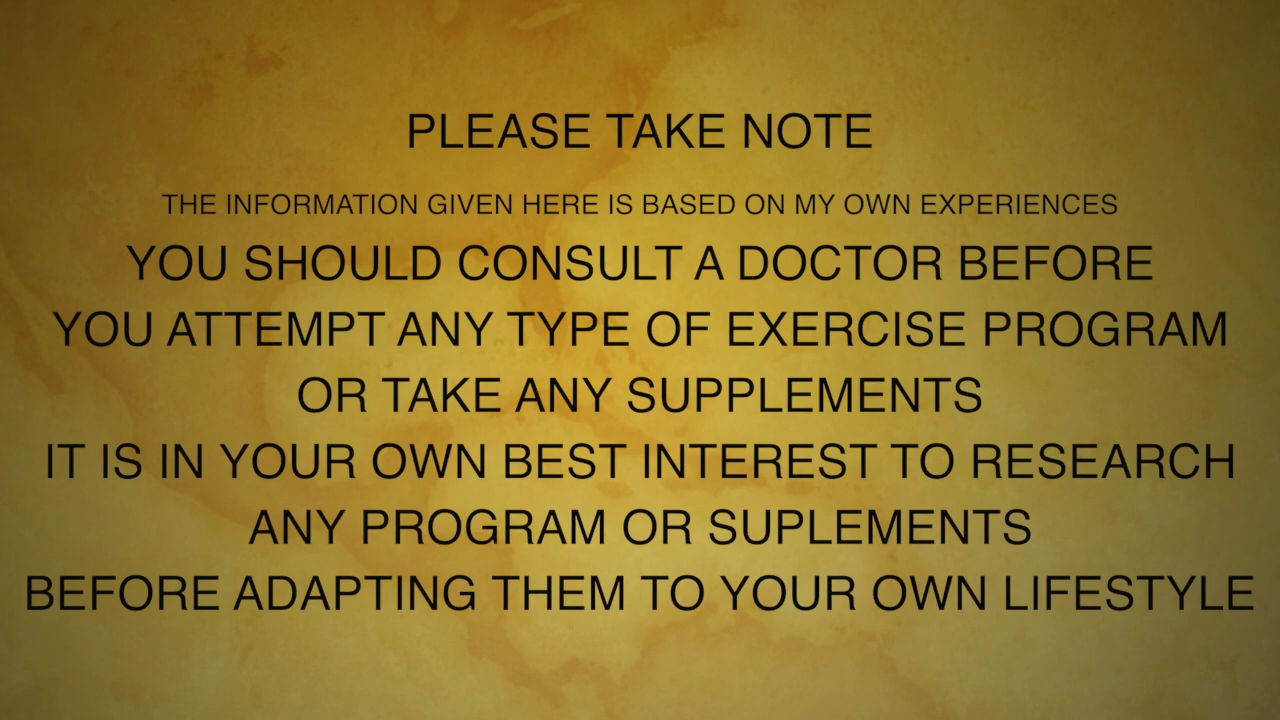 PLEASE TAKE NOTE
THE INFORMATION GIVEN HERE IS BASED ON MY OWN EXPERIENCES
YOU SHOULD CONSULT A DOCTOR BEFORE
YOU ATTEMPT ANY TYPE OF EXERCISE PROGRAM
OR TAKE ANY SUPPLEMENTS
IT IS IN YOUR OWN BEST INTEREST TO RESEARCH
ANY PROGRAM OR SUPLEMENTS
BEFORE ADAPTING THEM TO YOUR OWN LIFESTYLE